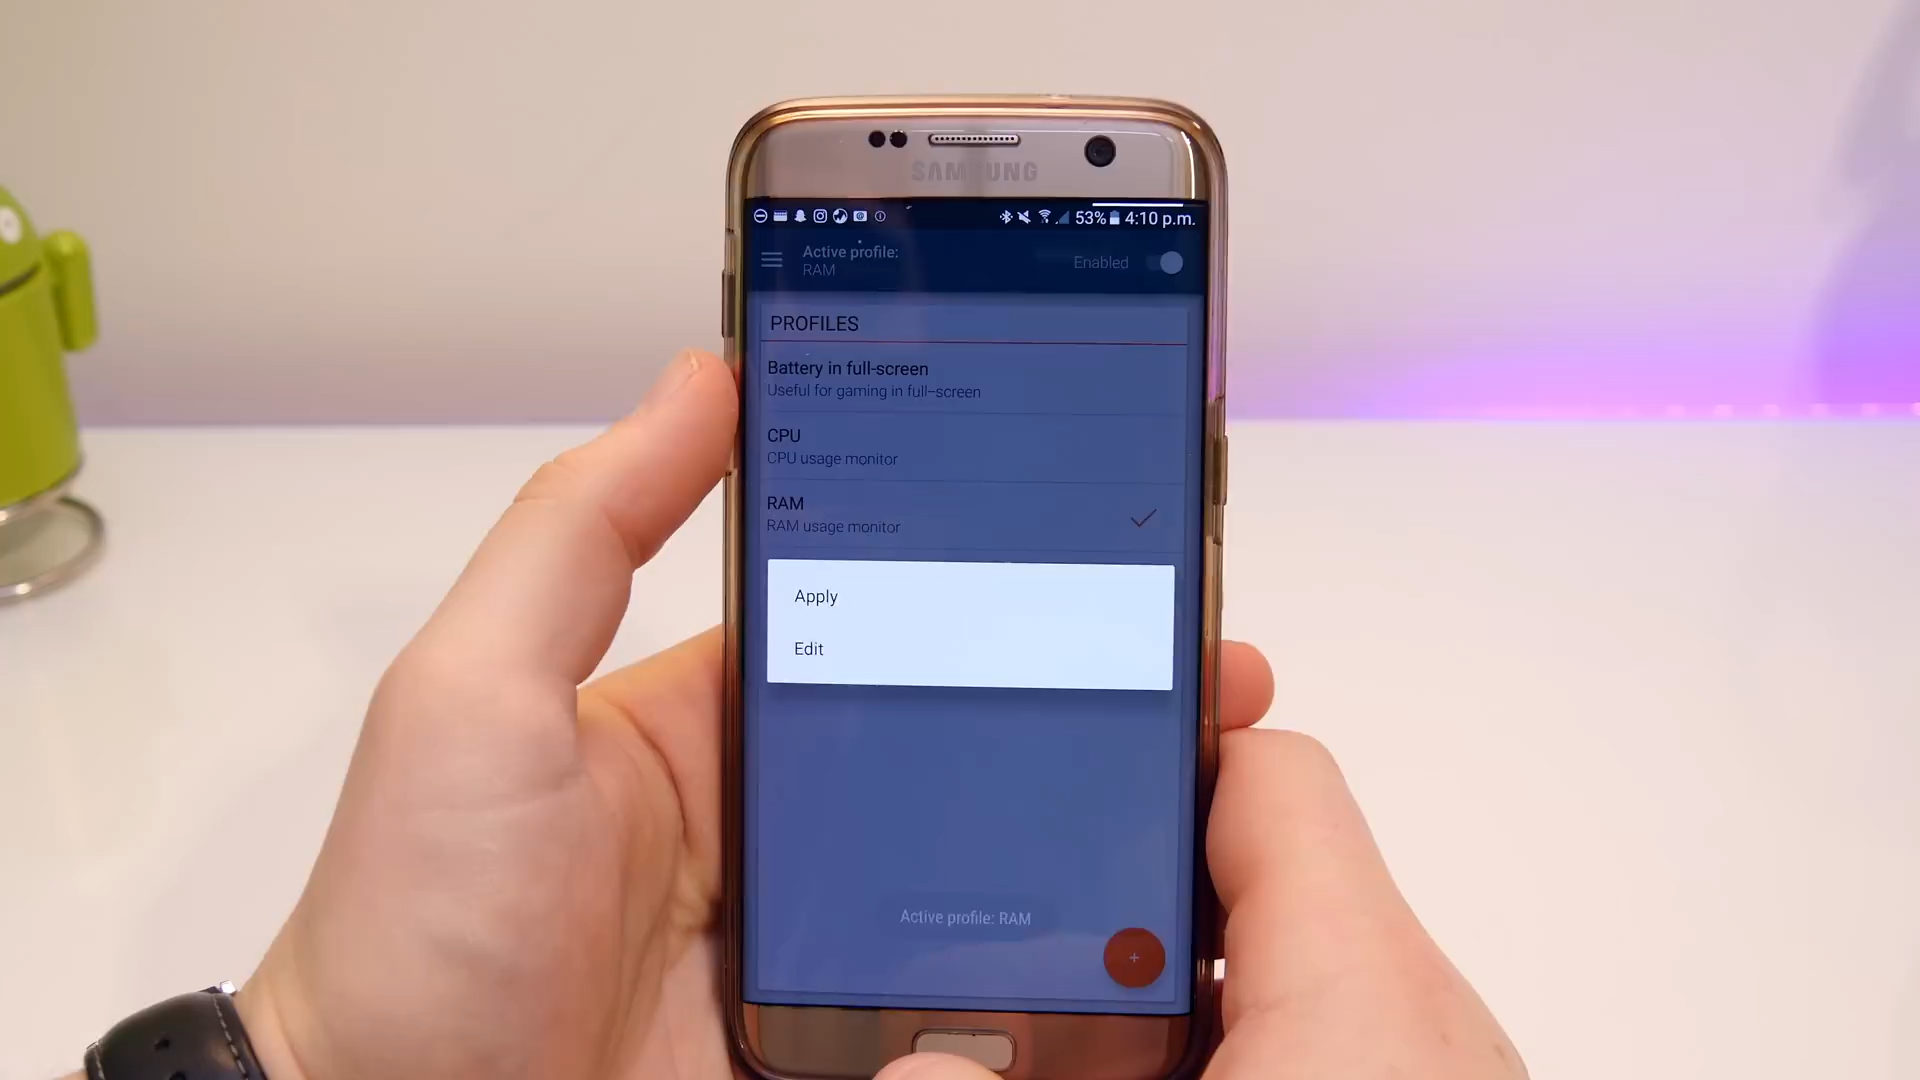 SAMSUNG
53% 4:10 p.m.
Active profile:
RAM
Enabled
PROFILES
Battery in full-screen
Useful for gaming in full-screen
CPU
CPU usage monitor
RAM
RAM usage monitor
Apply
Edit
Active profile: RAM
+